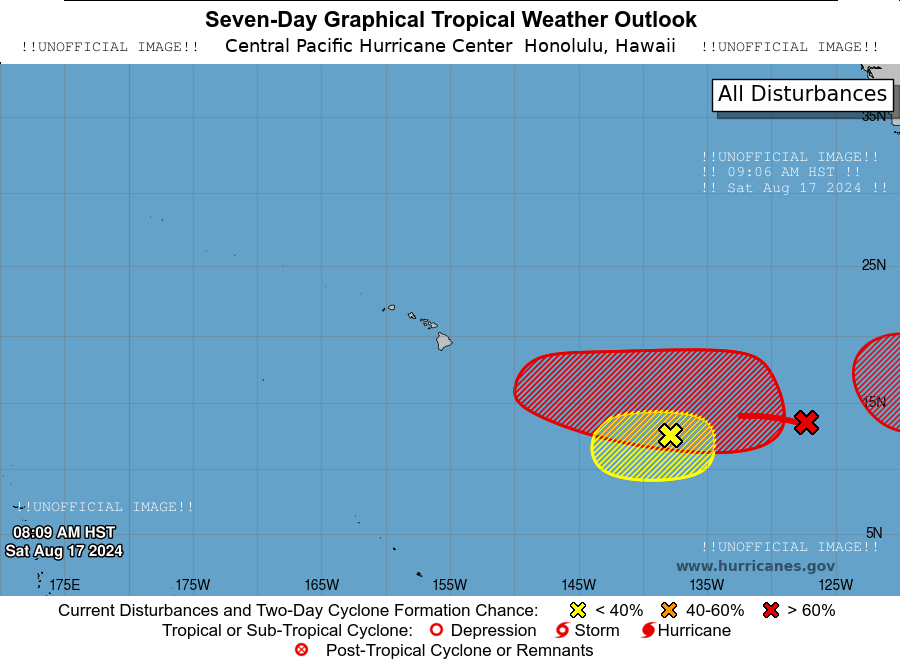 Seven-Day Graphical Tropical Weather Outlook
!!UNOFFICIAL IMAGE!! Central Pacific Hurricane Center Honolulu, Hawaii !!UNOFFICIAL IMAGE!!
All Disturbances
35N
!!UNOFFICIAL IMAGE!!
!! 09:06 AM HST !!
!! Sat Aug 17 2024 !!
25N
15N
!!UNOFFICIAL IMAGE!!
08:09 AM HST
Sat Aug 17 2024
5N
!!UNOFFICIAL IMAGE!!
www.hurricanes.gov
175E 175W 165W 155W 145W 135W 125W
Current Disturbances and Two-Day Cyclone Formation Chance: < 40% 40-60% > 60%
Tropical or Sub-Tropical Cyclone: Depression Storm Hurricane
Post-Tropical Cyclone or Remnants